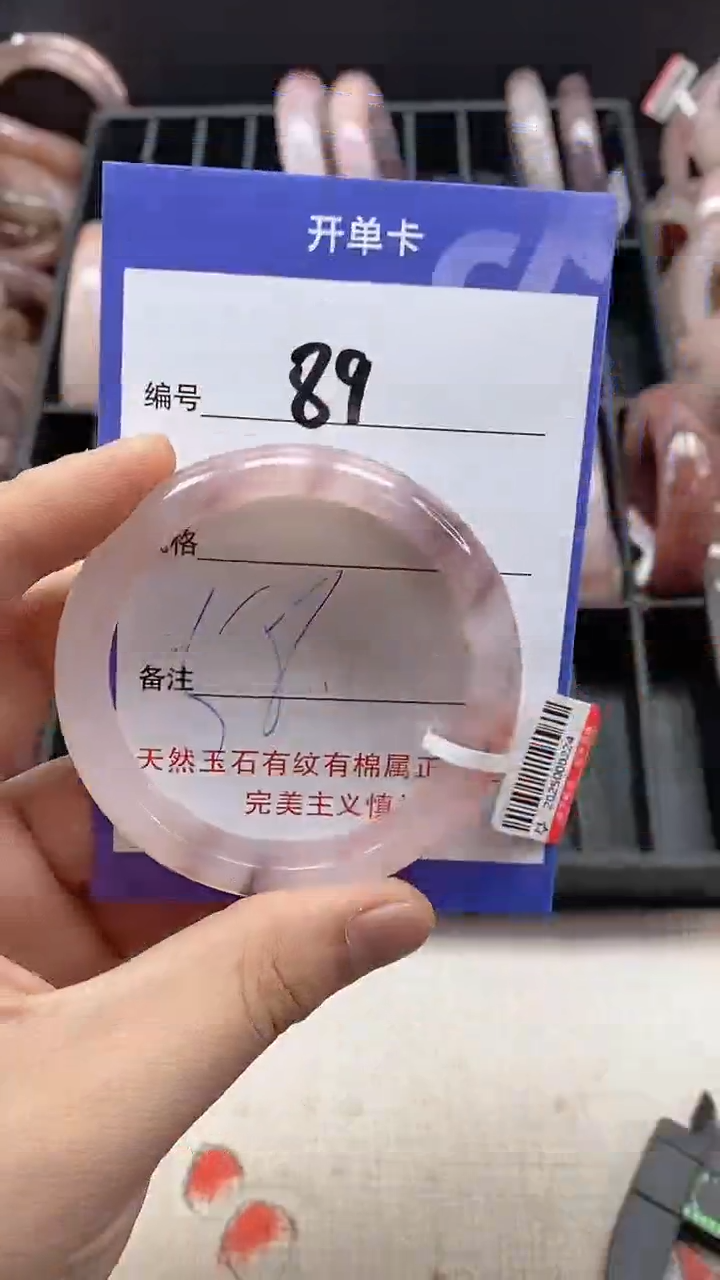 开单卡
编号 89
格
58
备注
天然玉石有纹有棉属正
完美主义慎